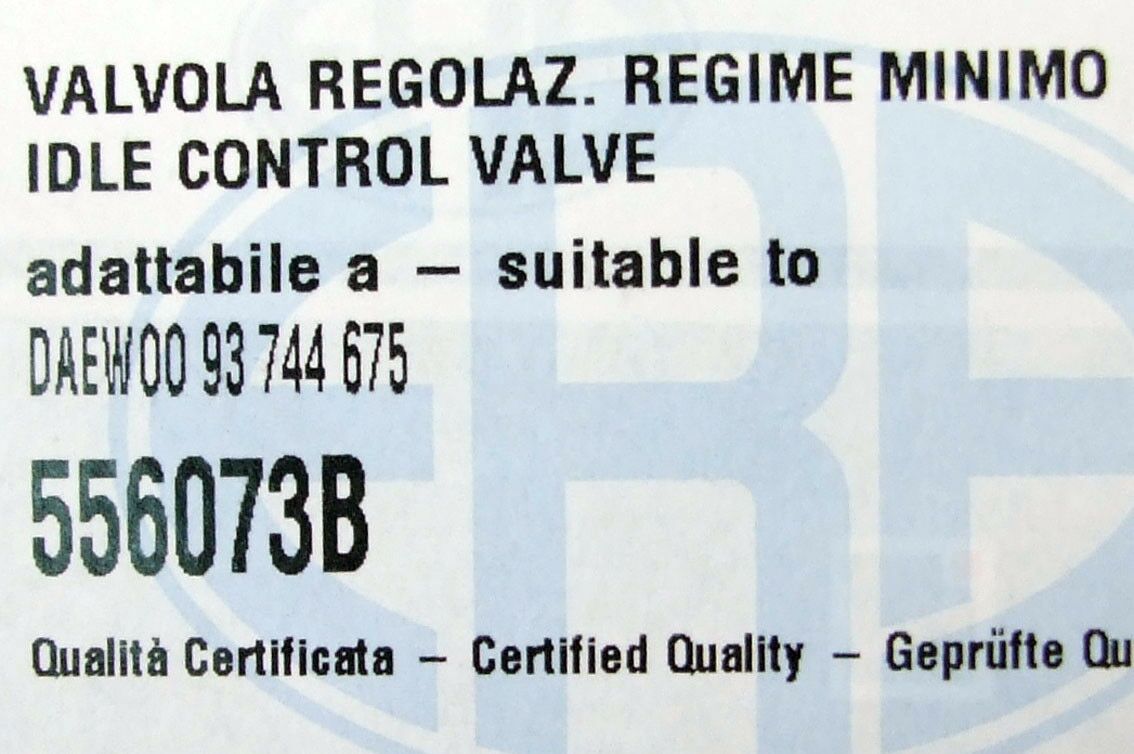 VALVOLA REGOLAZ. REGIME MINIMO
IDLE CONTROL VALVE
adattabile a – suitable to
DAEWOO 93 744 675
556073B
Qualità Certificata – Certified Quality – Geprüfte Qu